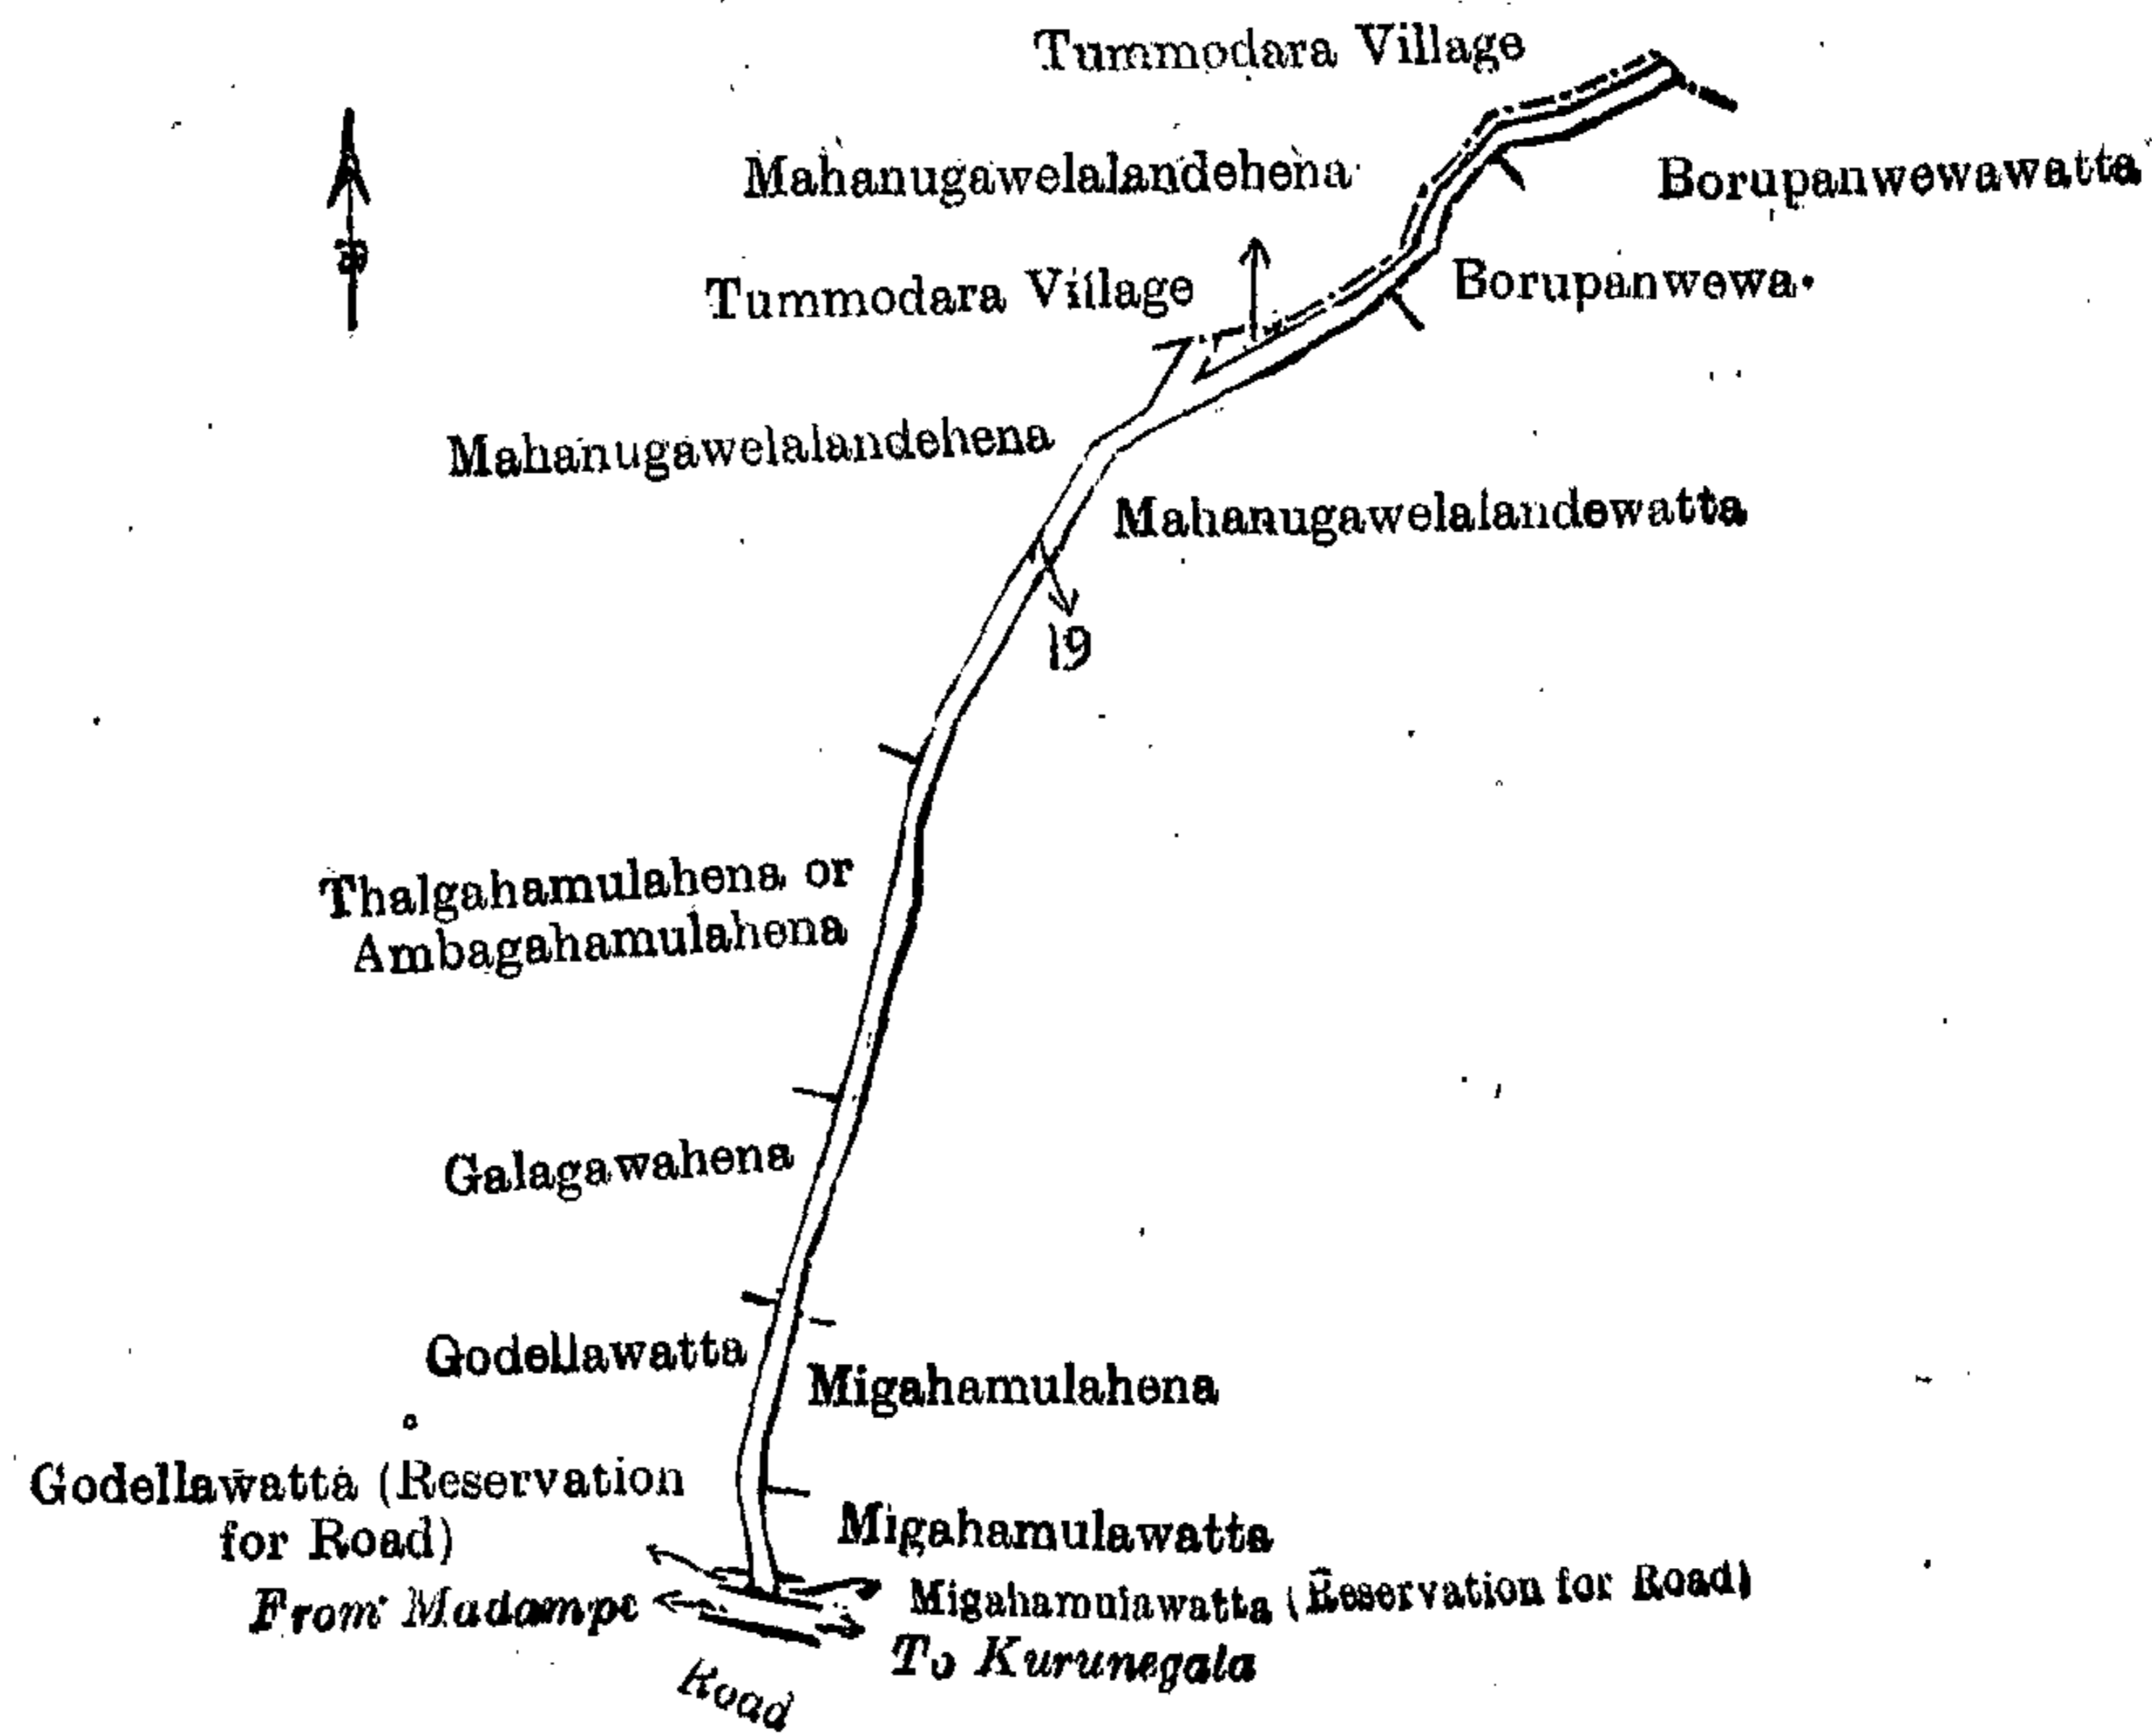 Tummodara Village
Mahanugawelalandehena
Borupanwewawatta
Tummodara Village
Borupanwewa
Mahanugawelalandehena
Mahanugawelalandewatta
19
Thalgahamulahena or
Ambagahamulahena
Galagawahena
Godellawatta
Migahamulahena
Godellawatta (Reservation
for Road)
Migahamulawatta
Migahamulawatta (Reservation for Road)
From Madampe
To Kurunegala
Road